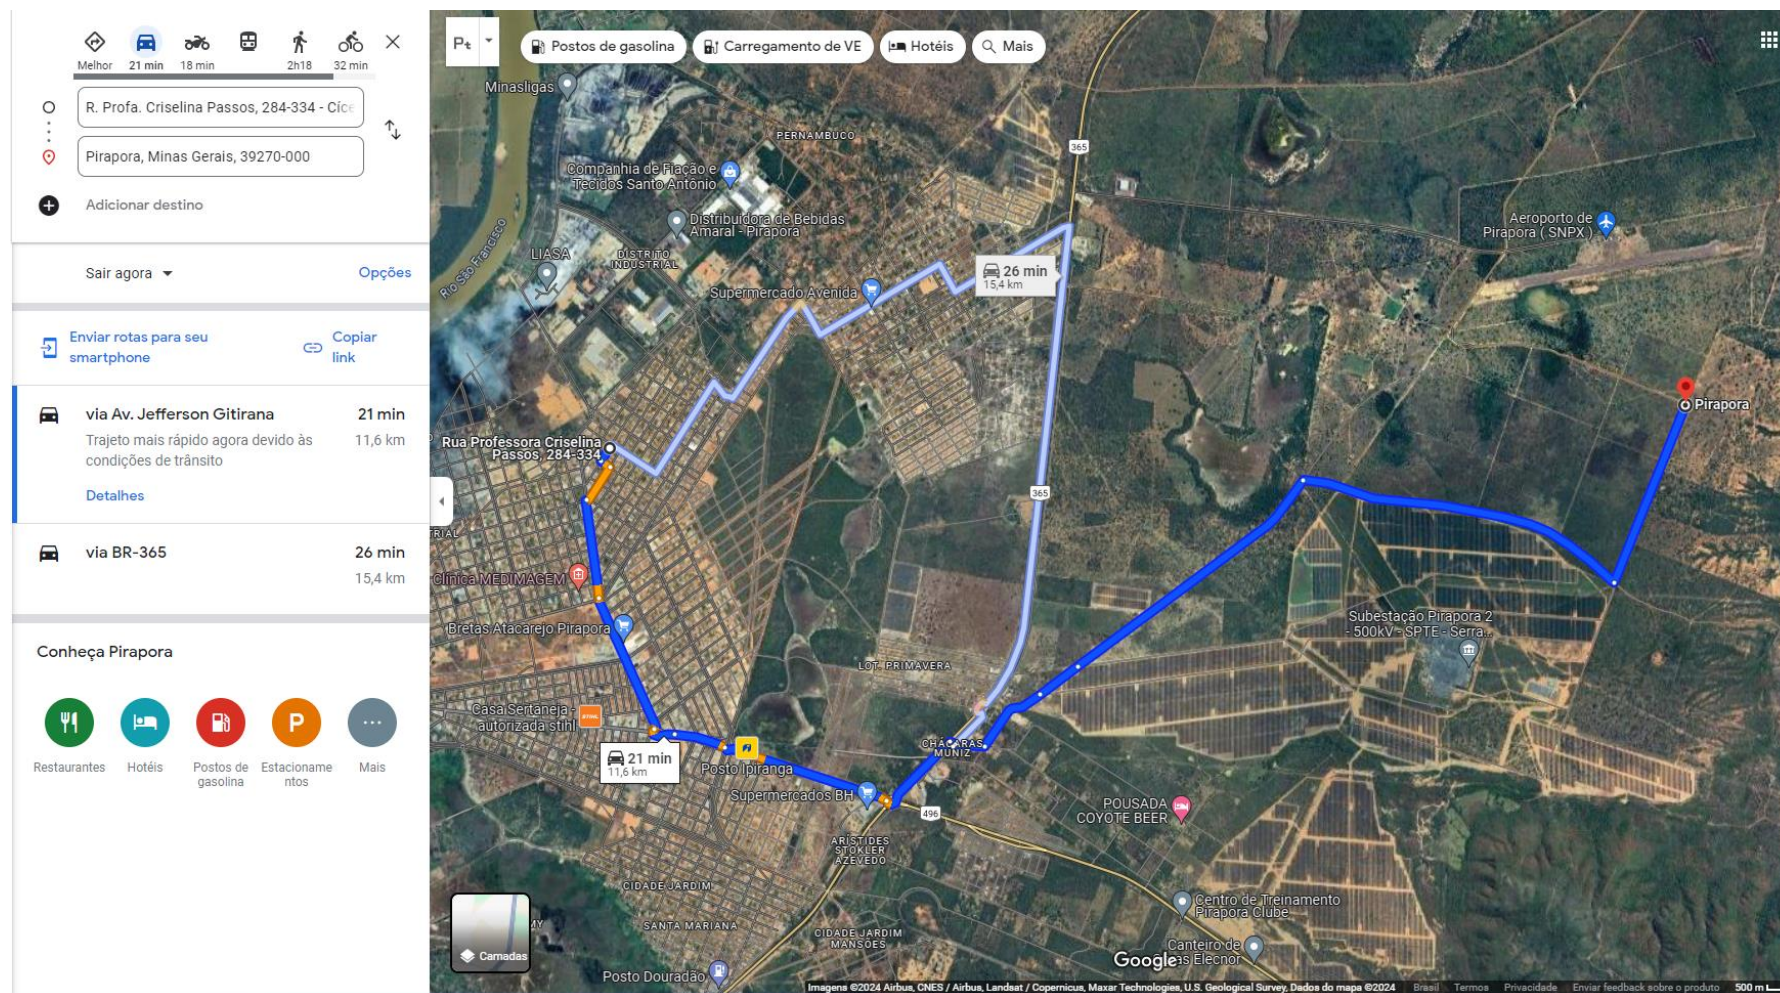 Melhor
21 min
18 min
2h18
32 min
R. Profa. Criselina Passos, 284-334 - Cíce
Pirapora, Minas Gerais, 39270-000
Adicionar destino
Sair agora
Opções
Enviar rotas para seu
smartphone
Copiar
link
via Av. Jefferson Gitirana
21 min
Trajeto mais rápido agora devido às
condições de trânsito
11,6 km
Detalhes
via BR-365
26 min
15,4 km
Conheça Pirapora
Restaurantes
Hotéis
Postos de
gasolina
P
Estacioname
ntos
Mais
Postos de gasolina
Carregamento de VE
Hotéis
Mais
Minasligas
PERNAMBUCO
365
Companhia de Fiação e
Tecidos Santo Antônio
Distribuidora de Bebidas
Amaral - Pirapora
Aeroporto de
Pirapora ( SNPX )
Rio São Francisco
LIASA
DISTRITO
INDUSTRIAL
26 min
15,4 km
Supermercado Avenida
Pirapora
Rua Professora Criselina
Passos, 284-334
365
RIAL
Clínica MEDIMAGEM
Bretas Atacarejo Pirapora
Subestação Pirapora 2
- 500kV - SPTE - Serra...
LOT. PRIMAVERA
Casa Sertaneja -
autorizada stihl
STIHL
CHÁCARAS
MUNIZ
21 min
11,6 km
Posto Ipiranga
Supermercados BH
496
POUSADA
COYOTE BEER
ARÍSTIDES
STOKLER
AZEVEDO
CIDADE JARDIM
SANTA MARIANA
MY
CIDADE JARDIM
MANSÕES
Centro de Treinamento
Pirapora Clube
Camadas
Posto Douradão
Canteiro de
as Elecnor
Google
Imagens ©2024 Airbus, CNES / Airbus, Landsat / Copernicus, Maxar Technologies, U.S. Geological Survey, Dados do mapa ©2024
Brasil
Termos
Privacidade
Enviar feedback sobre o produto
500 m